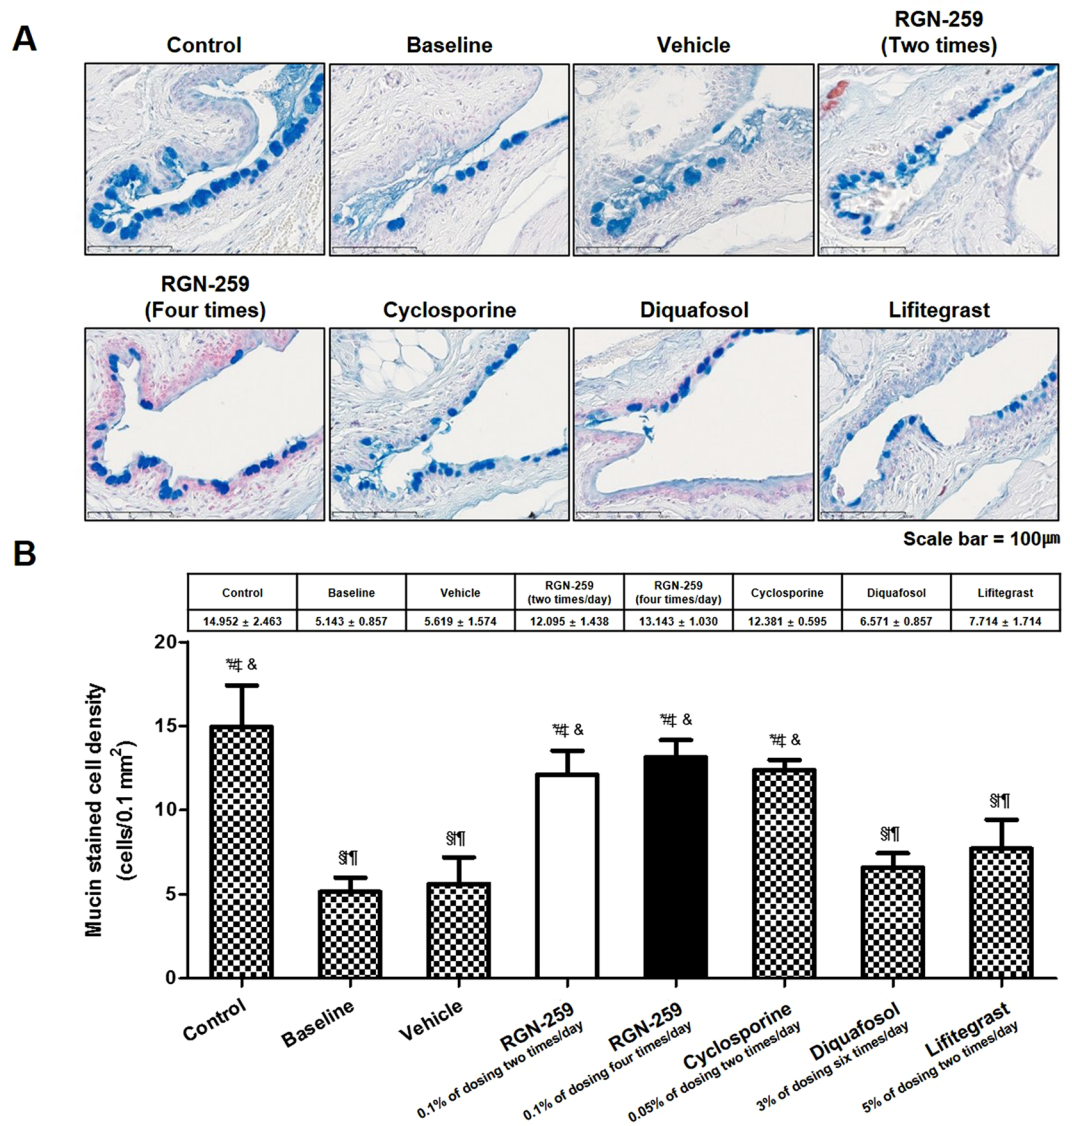 A
Control
Baseline
Vehicle
RGN-259
(Two times)
RGN-259
(Four times)
Cyclosporine
Diquafosol
Lifitegrast
Scale bar = 100㎛
B
Control
Baseline
Vehicle
RGN-259
(two times/day)
RGN-259
(four times/day)
Cyclosporine
Diquafosol
Lifitegrast
14.952 ± 2.463
5.143 ± 0.857
5.619 ± 1.574
12.095 ± 1.438
13.143 ± 1.030
12.381 ± 0.595
6.571 ± 0.857
7.714 ± 1.714
Mucin stained cell density
(cells/0.1 mm²)
20
15
10
5
0
Control
Baseline
Vehicle
RGN-259
0.1% of dosing two times/day
RGN-259
0.1% of dosing four times/day
Cyclosporine
0.05% of dosing two times/day
Diquafosol
3% of dosing six times/day
Lifitegrast
5% of dosing two times/day